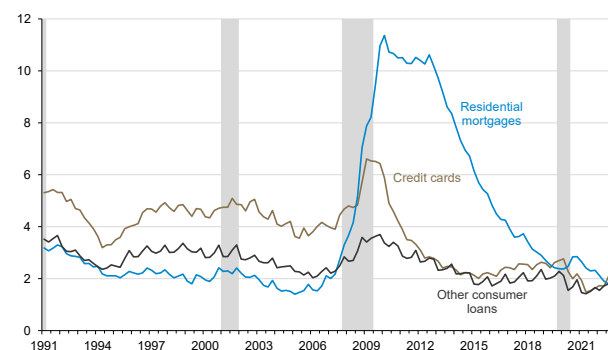 12
10
8
6
4
2
0
Residential
mortgages
Credit cards
Other consumer
loans
1991 1994 1997 2000 2003 2006 2009 2012 2015 2018 2021